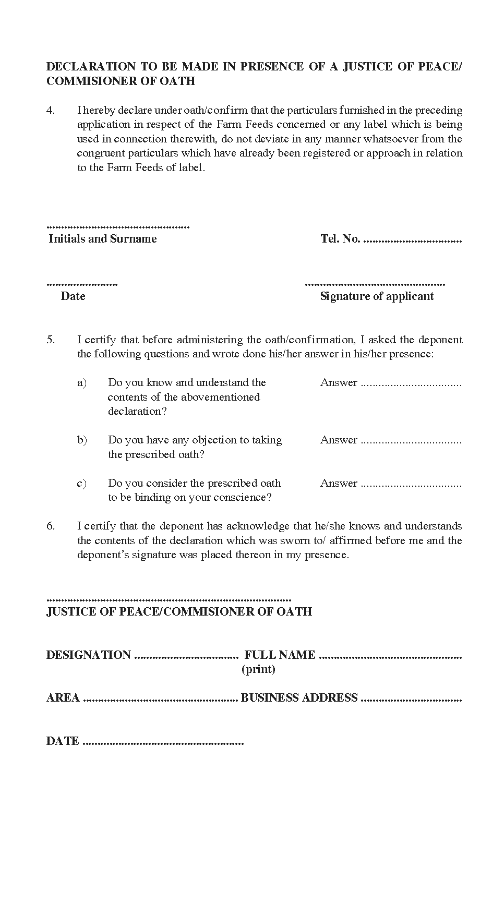 DECLARATION TO BE MADE IN PRESENCE OF A JUSTICE OF PEACE/
COMMISIONER OF OATH
4. I hereby declare under oath/confirm that the particulars furnished in the preceding
application in respect of the Farm Feeds concerned or any label which is being
used in connection therewith, do not deviate in any manner whatsoever from the
congruent particulars which have already been registered or approach in relation
to the Farm Feeds of label.
................................................
Initials and Surname Tel. No. .................................
........................ ...............................................
Date Signature of applicant
5. I certify that before administering the oath/confirmation, I asked the deponent
the following questions and wrote done his/her answer in his/her presence:
a) Do you know and understand the Answer ..................................
contents of the abovementioned
declaration?
b) Do you have any objection to taking Answer ..................................
the prescribed oath?
c) Do you consider the prescribed oath Answer ..................................
to be binding on your conscience?
6. I certify that the deponent has acknowledge that he/she knows and understands
the contents of the declaration which was sworn to/ affirmed before me and the
deponent's signature was placed thereon in my presence.
..................................................................................
JUSTICE OF PEACE/COMMISIONER OF OATH
DESIGNATION ................................... FULL NAME ................................................
(print)
AREA .................................................... BUSINESS ADDRESS ..................................
DATE ......................................................